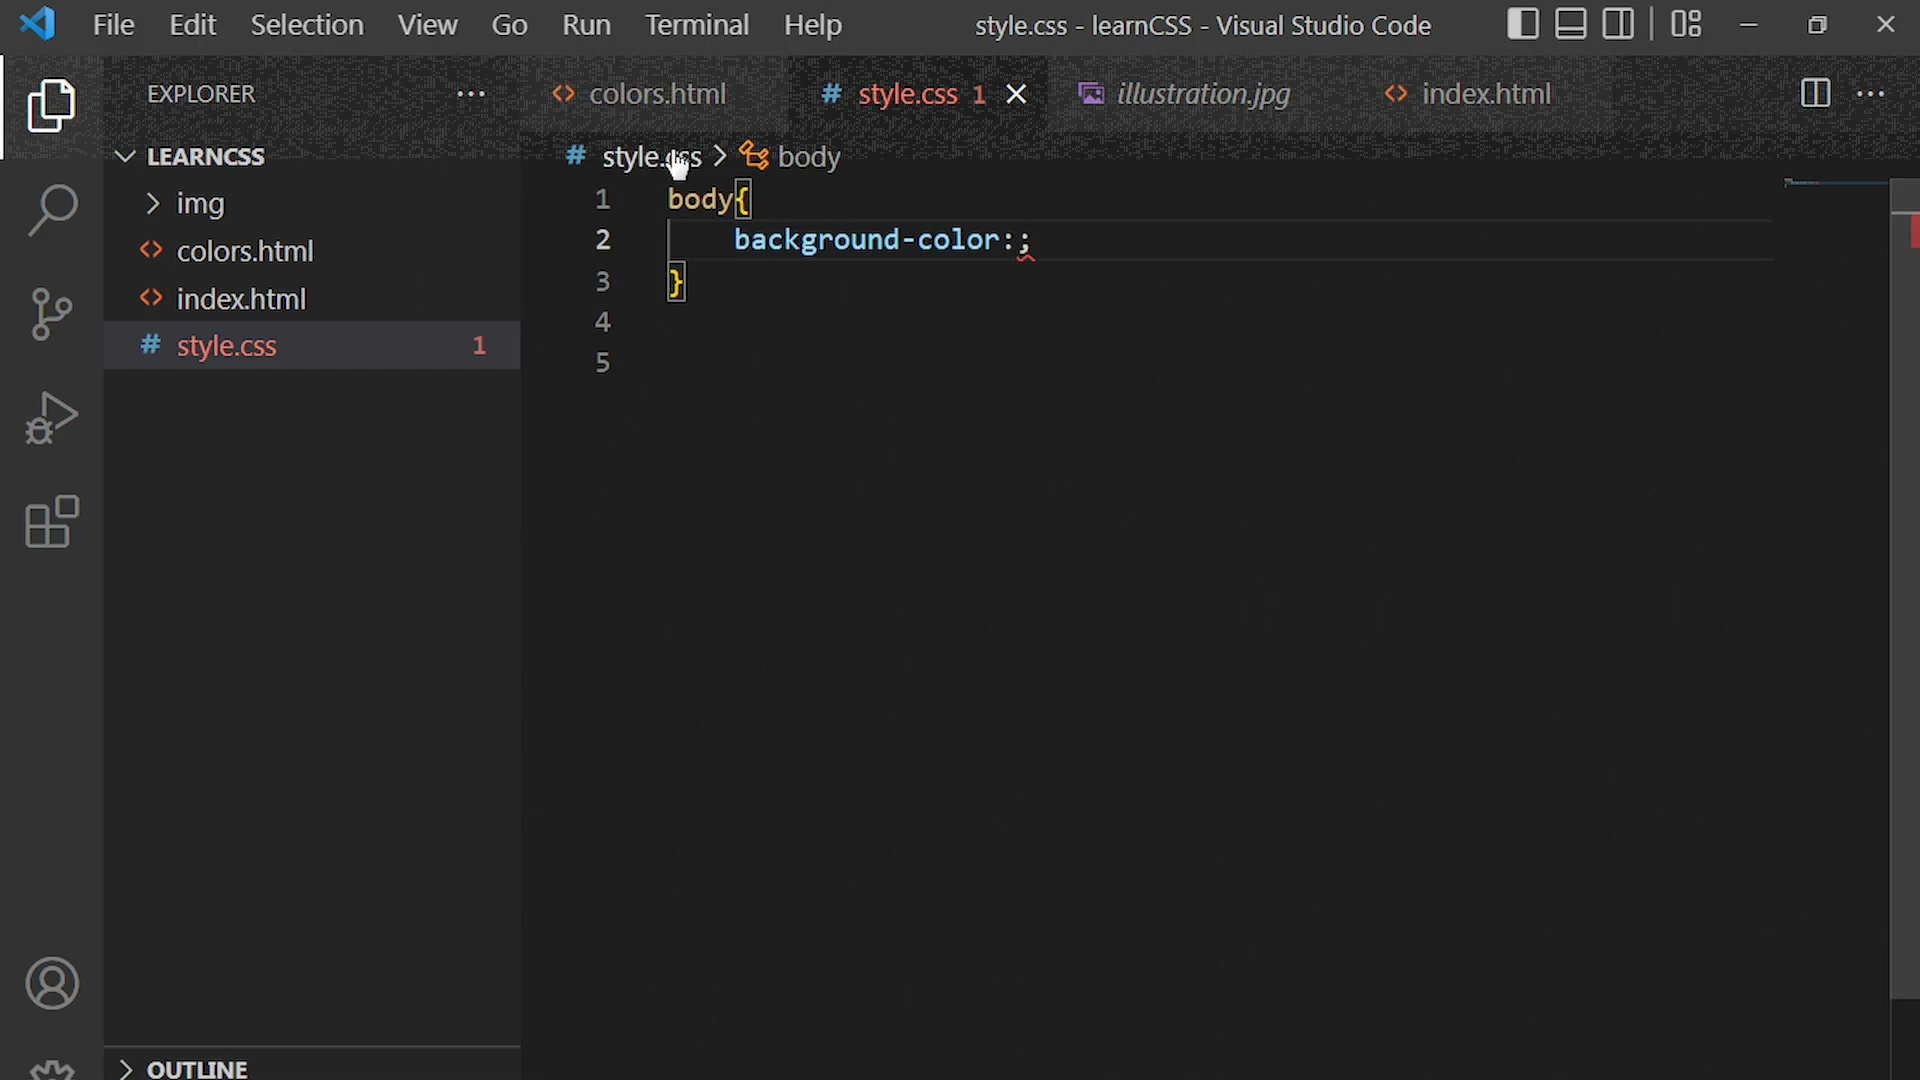 File Edit Selection View Go Run Terminal Help style.css - learnCSS - Visual Studio Code
EXPLORER
colors.html
# style.css 1
illustration.jpg
index.html
LEARNCSS
img
colors.html
index.html
# style.css 1
OUTLINE
# style.css > body
1 body{
2 background-color:;
3 }
4
5